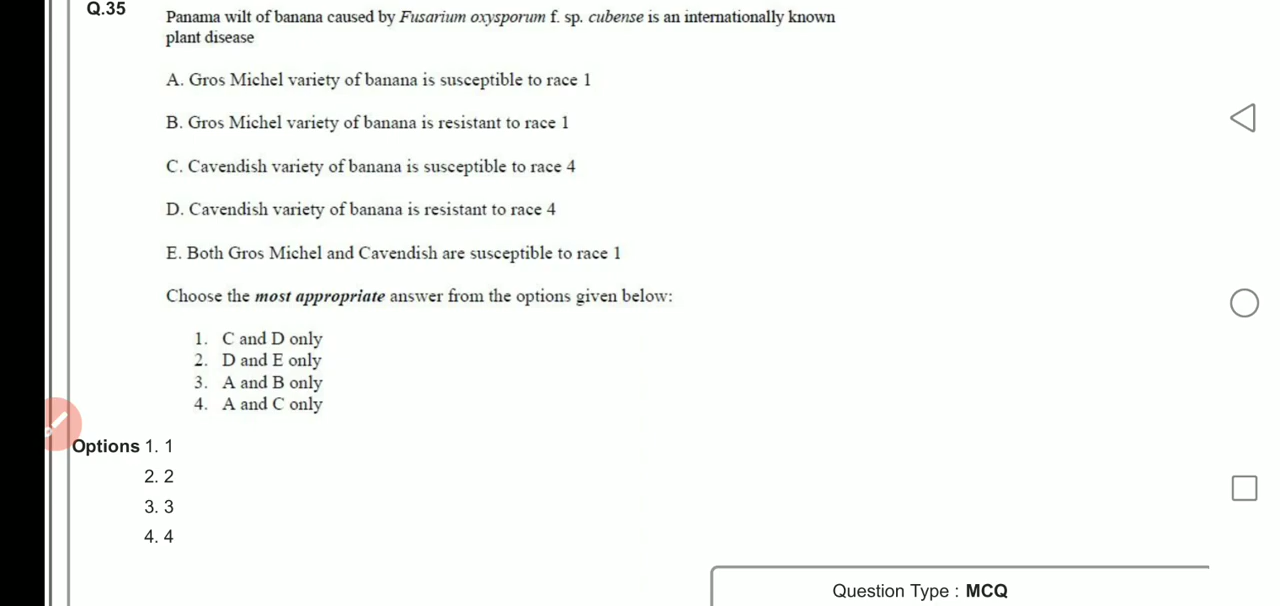 Q.35
Panama wilt of banana caused by Fusarium oxysporum f. sp. cubense is an internationally known
plant disease
A. Gros Michel variety of banana is susceptible to race 1
B. Gros Michel variety of banana is resistant to race 1
C. Cavendish variety of banana is susceptible to race 4
D. Cavendish variety of banana is resistant to race 4
E. Both Gros Michel and Cavendish are susceptible to race 1
Choose the most appropriate answer from the options given below:
1. C and D only
2. D and E only
3. A and B only
4. A and C only
Options 1. 1
2. 2
3. 3
4. 4
Question Type : MCQ